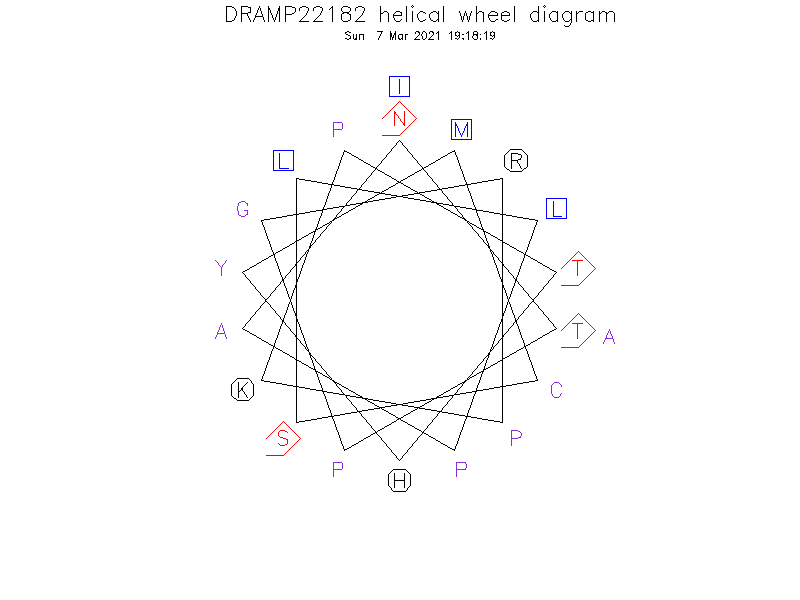 DRAMP22182 helical wheel diagram
Sun 7 Mar 2021 19:18:19
I
P N M
L R
G L
Y T
A T A
K C
S P
P H P